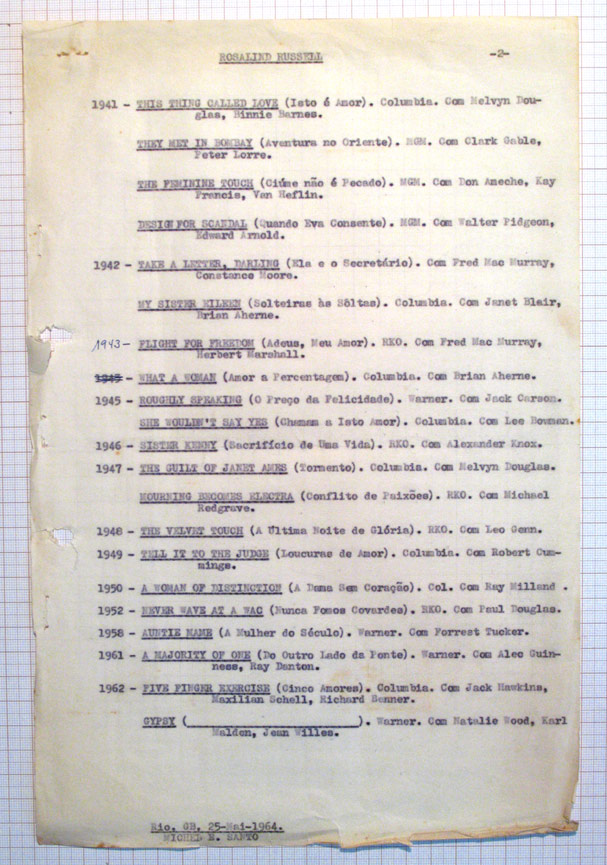 ROSALIND RUSSELL -2-
1941 - THIS THING CALLED LOVE (Isto é Amor). Columbia. Com Melvyn Dou-
glas, Binnie Barnes.
THEY MET IN BOMBAY (Aventura no Oriente). MGM. Com Clark Gable,
Peter Lorre.
THE FEMININE TOUCH (Ciúme não é Pecado). MGM. Com Don Ameche, Kay
Francis, Van Heflin.
DESIGN FOR SCANDAL (Quando Eva Consente). MGM. Com Walter Pidgeon,
Edward Arnold.
1942 - TAKE A LETTER, DARLING (Ela e o Secretário). Com Fred Mac Murray,
Constance Moore.
MY SISTER EILEEN (Solteiras às Sôltas). Columbia. Com Janet Blair,
Brian Aherne.
1943 - FLIGHT FOR FREEDOM (Adeus, Meu Amor). RKO. Com Fred Mac Murray,
Herbert Marshall.
- WHAT A WOMAN (Amor a Percentagem). Columbia. Com Brian Aherne.
1945 - ROUGHLY SPEAKING (O Preço da Felicidade). Warner. Com Jack Carson.
SHE WOULDN'T SAY YES (Chamam a Isto Amor). Columbia. Com Lee Bowman.
1946 - SISTER KENNY (Sacrifício de Uma Vida). RKO. Com Alexander Knox.
1947 - THE GUILT OF JANET AMES (Tormento). Columbia. Com Melvyn Douglas.
MOURNING BECOMES ELECTRA (Conflito de Paixões). RKO. Com Michael
Redgrave.
1948 - THE VELVET TOUCH (A Última Noite de Glória). RKO. Com Leo Genn.
1949 - TELL IT TO THE JUDGE (Loucuras de Amor). Columbia. Com Robert Cum-
mings.
1950 - A WOMAN OF DISTINCTION (A Dama Sem Coração). Col. Com Ray Milland .
1952 - NEVER WAVE AT A WAC (Nunca Fomos Covardes). RKO. Com Paul Douglas.
1958 - AUNTIE MAME (A Mulher do Século). Warner. Com Forrest Tucker.
1961 - A MAJORITY OF ONE (Do Outro Lado da Ponte). Warner. Com Alec Guin-
ness, Ray Danton.
1962 - FIVE FINGER EXERCISE (Cinco Amores). Columbia. Com Jack Hawkins,
Maxilian Schell, Richard Benner.
GYPSY (____________________). Warner. Com Natalie Wood, Karl
Malden, Jean Willes.
Rio, GB, 25-Mai-1964.
MICHEL E. SANTO